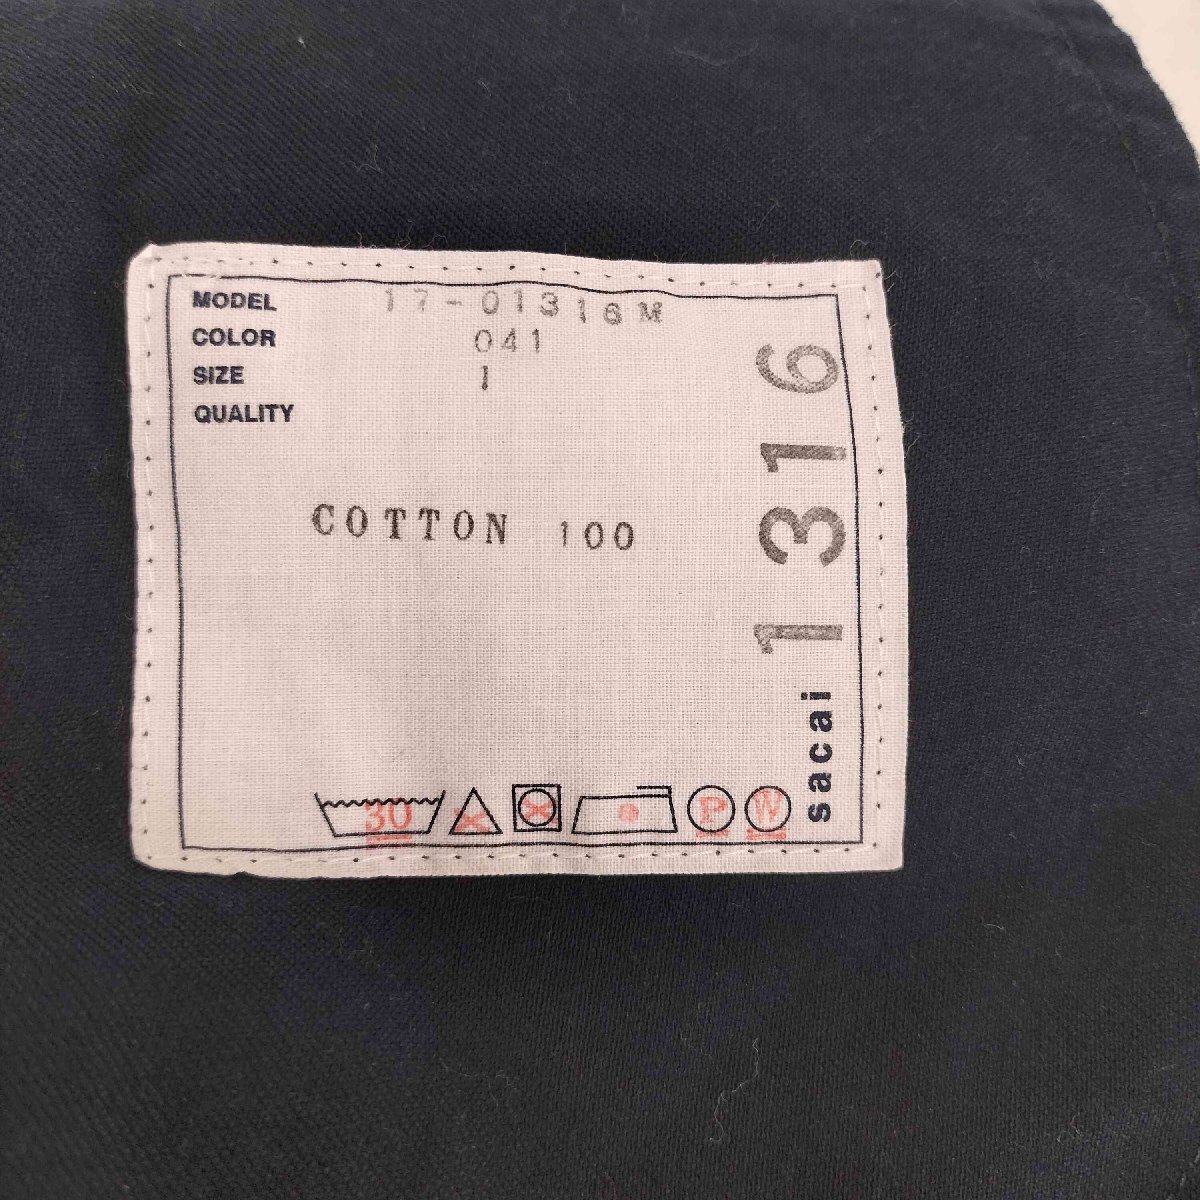 MODEL 17-01316M
COLOR 041
SIZE 1
QUALITY
COTTON 100
30 P W
sacai 1316